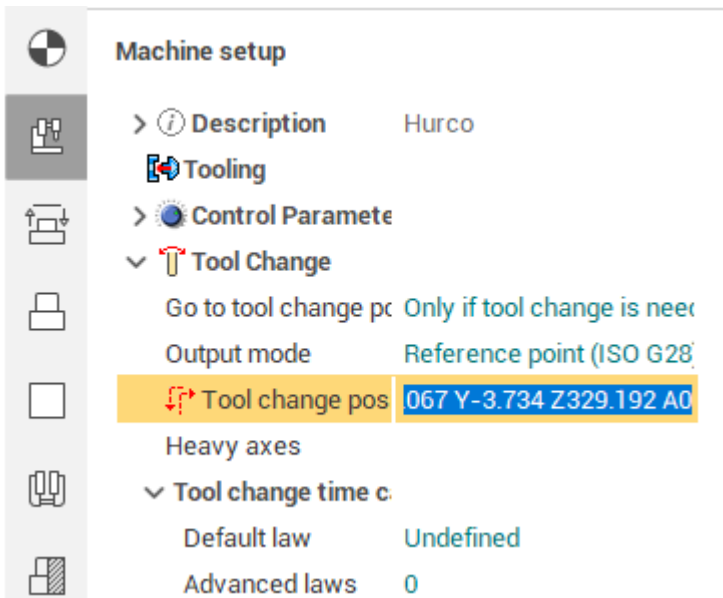 Machine setup
Description Hurco
Tooling
Control Paramete
Tool Change
Go to tool change po Only if tool change is need
Output mode Reference point (ISO G28)
Tool change pos 067 Y-3.734 Z329.192 A0
Heavy axes
Tool change time c
Default law Undefined
Advanced laws 0